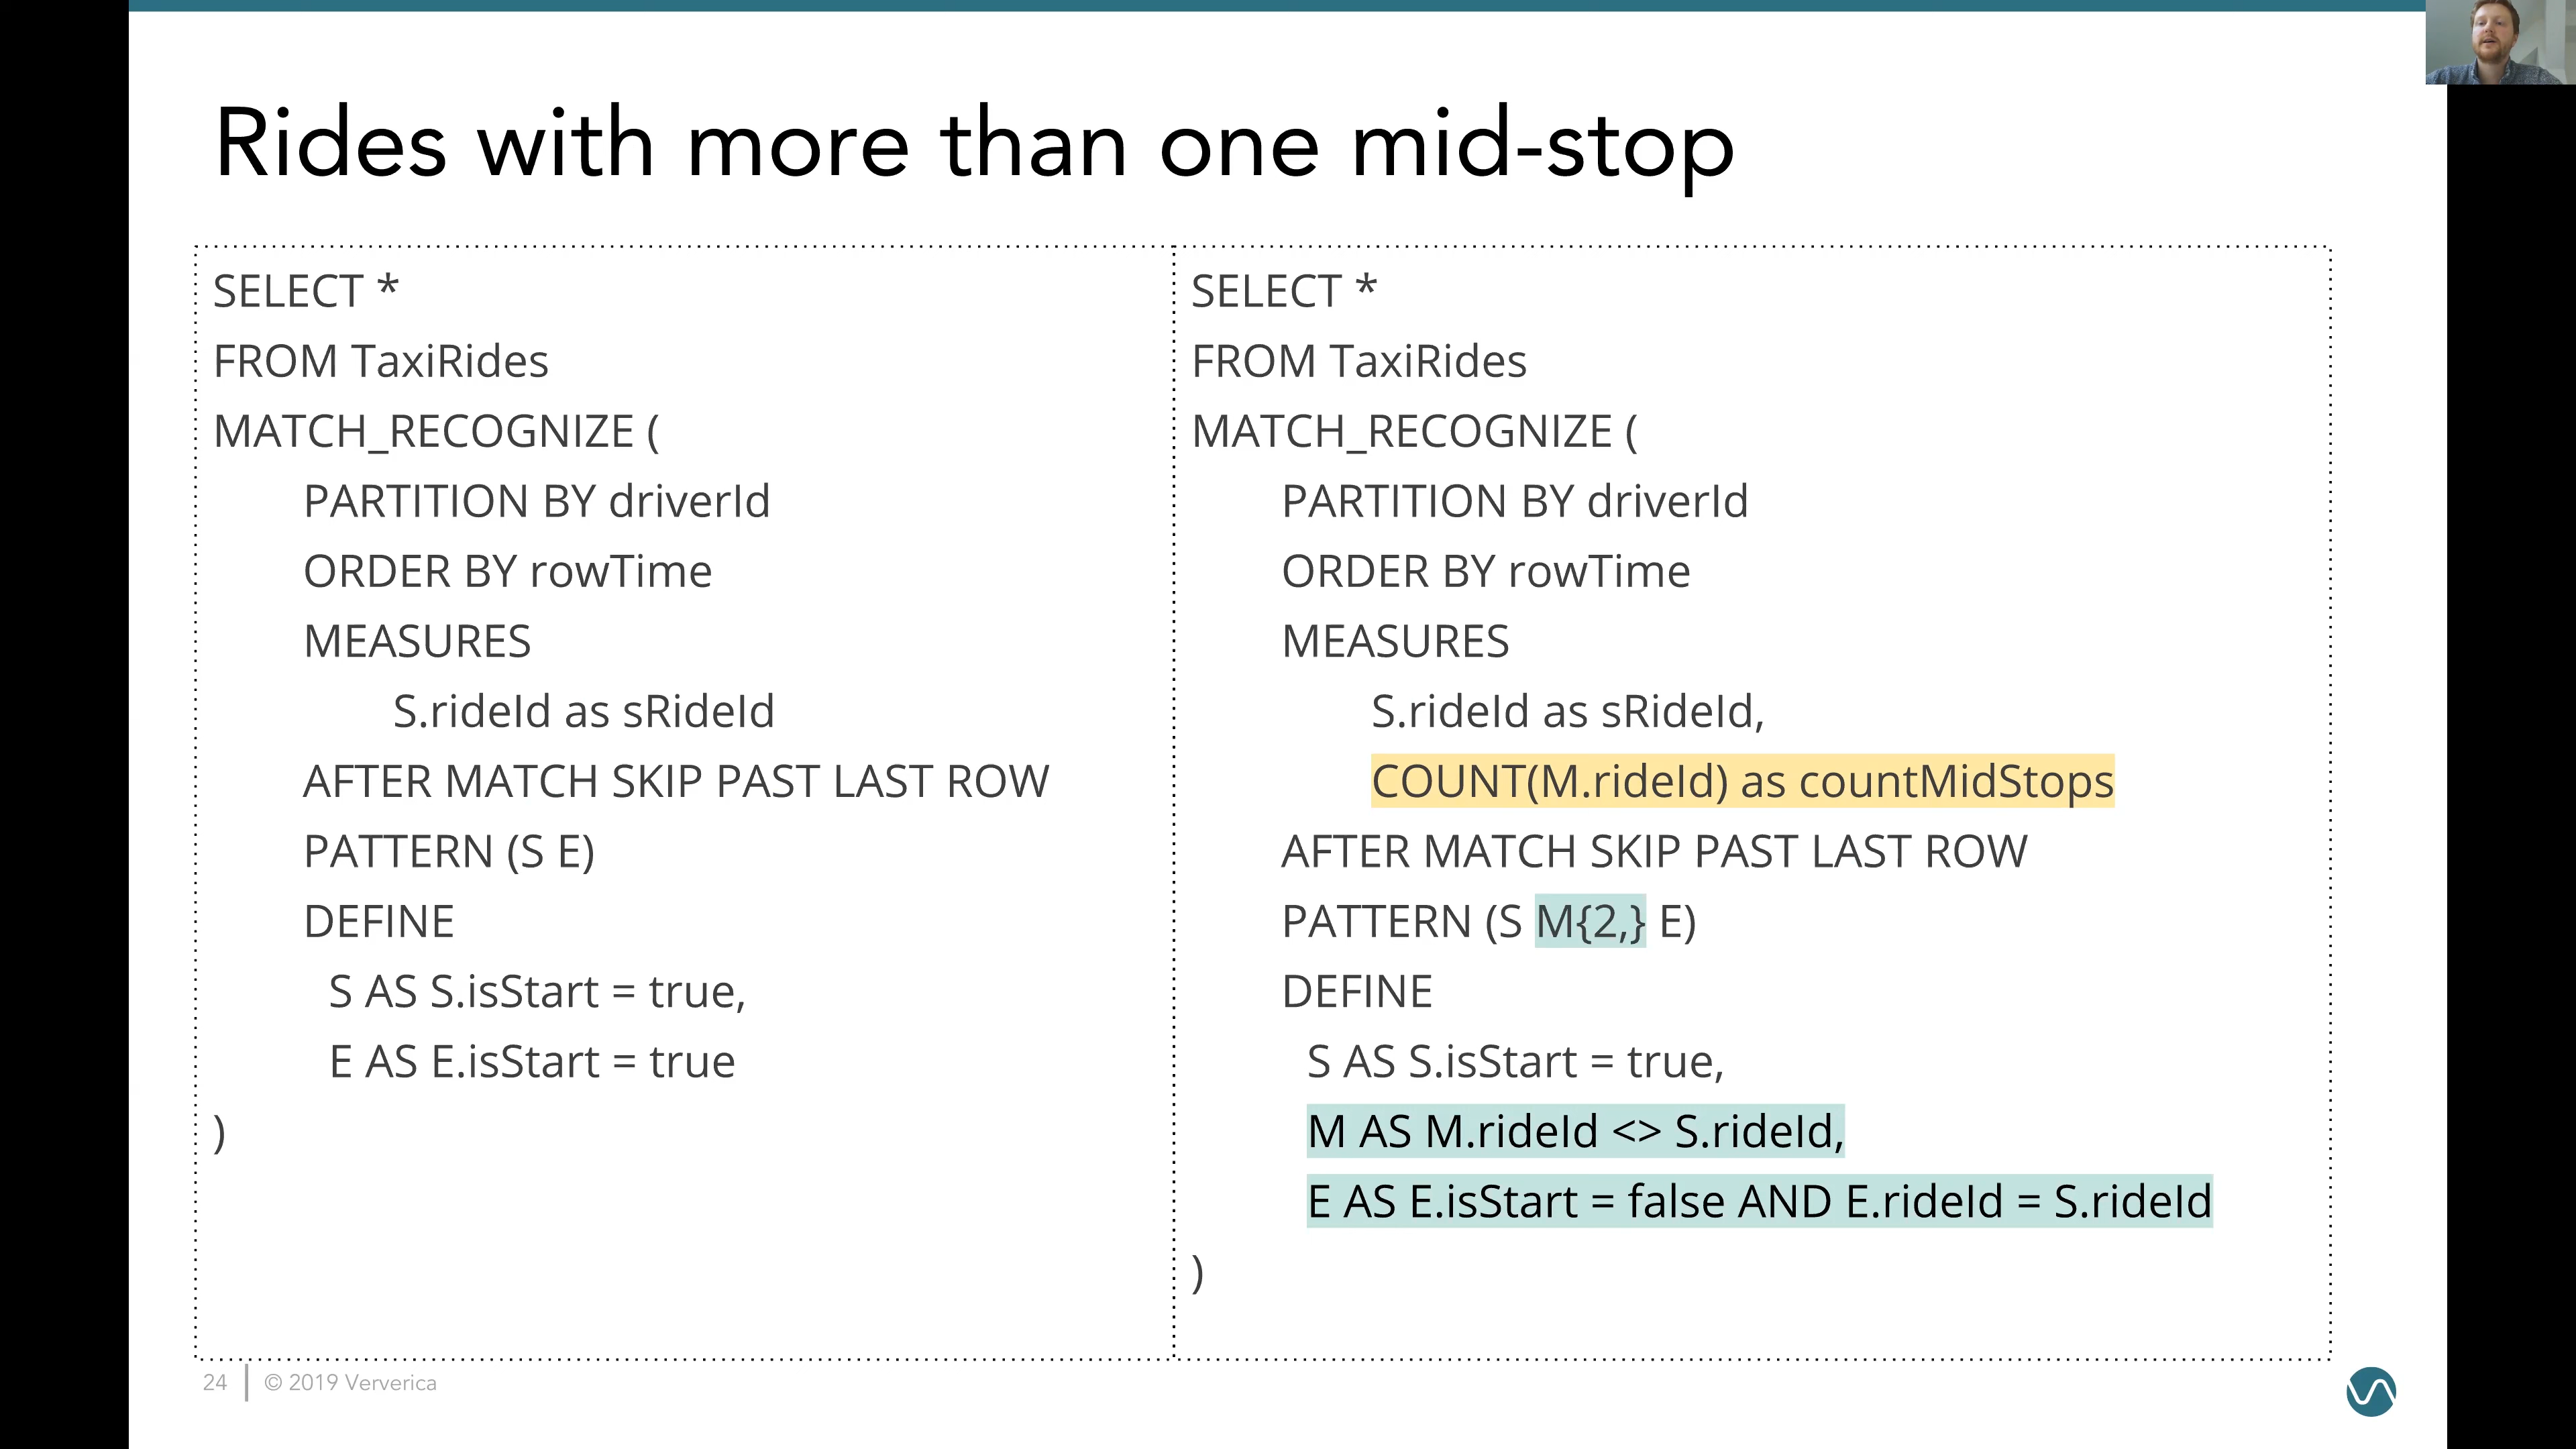 Rides with more than one mid-stop
SELECT *
FROM TaxiRides
MATCH_RECOGNIZE (
PARTITION BY driverId
ORDER BY rowTime
MEASURES
S.rideId as sRideId
AFTER MATCH SKIP PAST LAST ROW
PATTERN (S E)
DEFINE
S AS S.isStart = true,
E AS E.isStart = true
)
SELECT *
FROM TaxiRides
MATCH_RECOGNIZE (
PARTITION BY driverId
ORDER BY rowTime
MEASURES
S.rideId as sRideId,
COUNT(M.rideId) as countMidStops
AFTER MATCH SKIP PAST LAST ROW
PATTERN (S M{2,} E)
DEFINE
S AS S.isStart = true,
M AS M.rideId <> S.rideId,
E AS E.isStart = false AND E.rideId = S.rideId
)
24 | © 2019 Ververica